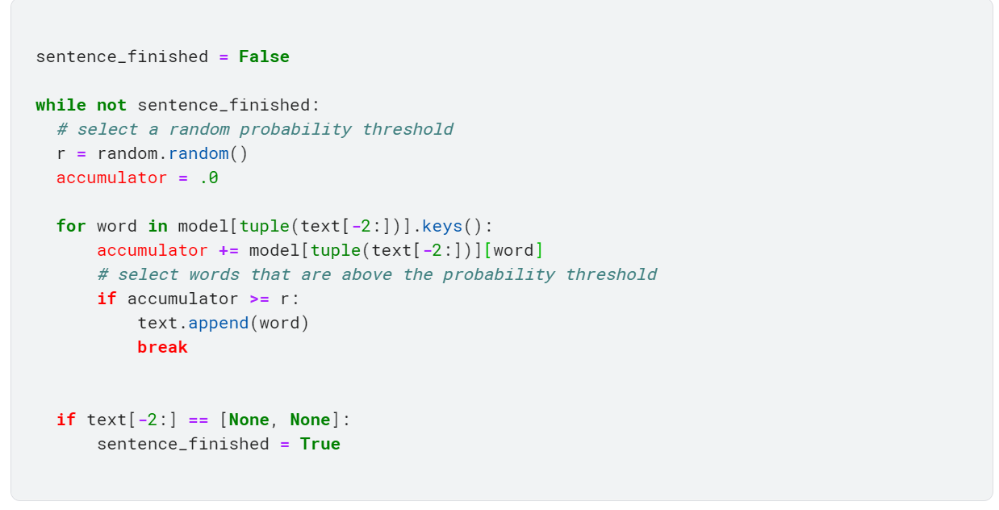 sentence_finished = False
while not sentence_finished:
  # select a random probability threshold
  r = random.random()
  accumulator = .0
  for word in model[tuple(text[-2:])].keys():
      accumulator += model[tuple(text[-2:])][word]
      # select words that are above the probability threshold
      if accumulator >= r:
          text.append(word)
          break
  if text[-2:] == [None, None]:
      sentence_finished = True